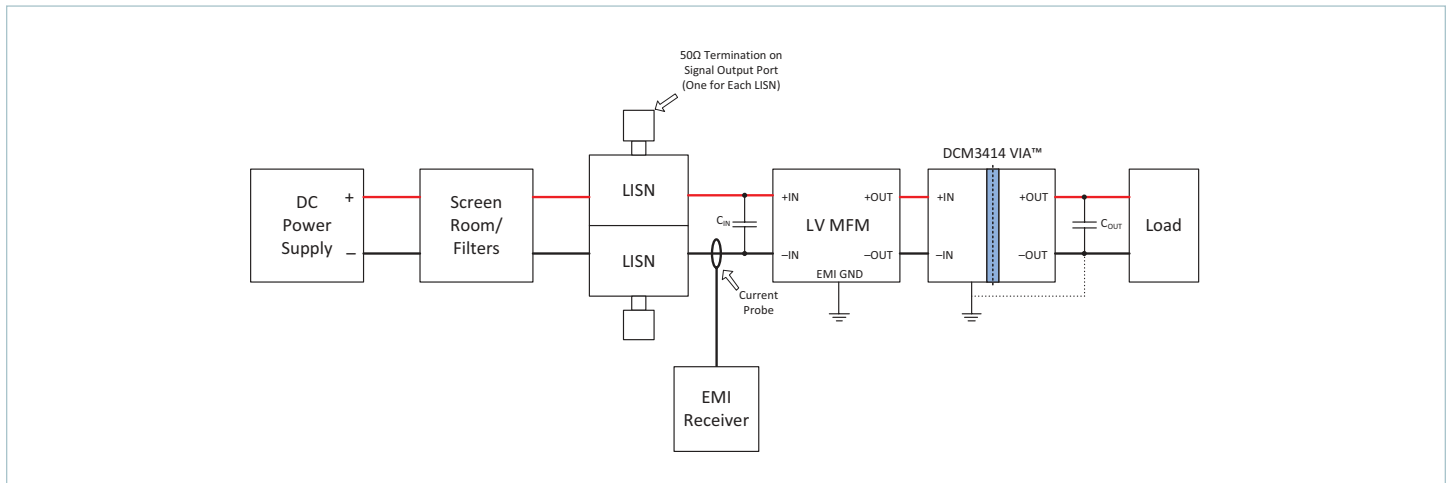 50Ω Termination on
Signal Output Port
(One for Each LISN)
DC
Power
Supply
+
–
Screen
Room/
Filters
LISN
LISN
CIN
Current
Probe
EMI
Receiver
+IN
+OUT
LV MFM
–IN
–OUT
EMI GND
DCM3414 VIA™
+IN
+OUT
–IN
–OUT
COUT
Load